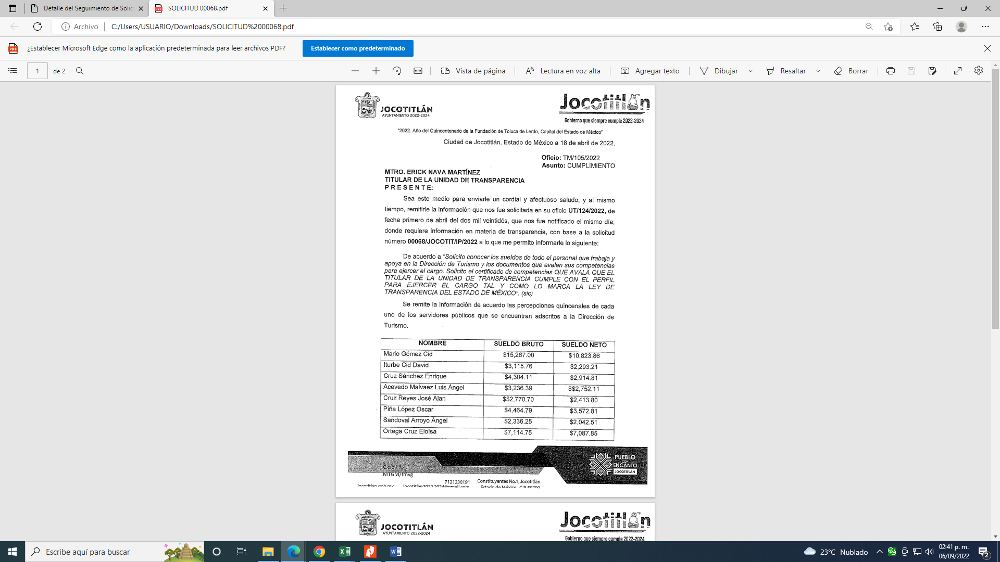 Detalle del Seguimiento de Solic
SOLICITUD 00068.pdf
Archivo
C:/Users/USUARIO/Downloads/SOLICITUD%2000068.pdf
¿Establecer Microsoft Edge como la aplicación predeterminada para leer archivos PDF?
Establecer como predeterminado
1 de 2
Vista de página
Lectura en voz alta
Agregar texto
Dibujar
Resaltar
Borrar
JOCOTITLÁN
AYUNTAMIENTO 2022-2024
Jocotitlán
Gobierno que siempre cumple 2022-2024
"2022. Año del Quincentenario de la Fundación de Toluca de Lerdo, Capital del Estado de México"
Ciudad de Jocotitlán, Estado de México a 18 de abril de 2022.
Oficio: TM/105/2022
Asunto: CUMPLIMIENTO
MTRO. ERICK NAVA MARTÍNEZ
TITULAR DE LA UNIDAD DE TRANSPARENCIA
P R E S E N T E:
Sea este medio para enviarle un cordial y afectuoso saludo; y al mismo
tiempo, remitirle la información que nos fue solicitada en su oficio UT/124/2022, de
fecha primero de abril del dos mil veintidós, que nos fue notificado el mismo día;
donde requiere información en materia de transparencia, con base a la solicitud
número 00068/JOCOTIT/IP/2022 a lo que me permito informarle lo siguiente:
De acuerdo a "Solicito conocer los sueldos de todo el personal que trabaja y
apoya en la Dirección de Turismo y los documentos que avalen sus competencias
para ejercer el cargo. Solicito el certificado de competencias QUE AVALA QUE EL
TITULAR DE LA UNIDAD DE TRANSPARENCIA CUMPLE CON EL PERFIL
PARA EJERCER EL CARGO TAL Y COMO LO MARCA LA LEY DE
TRANSPARENCIA DEL ESTADO DE MÉXICO". (sic)
Se remite la información de acuerdo las percepciones quincenales de cada
uno de los servidores públicos que se encuentran adscritos a la Dirección de
Turismo.
NOMBRE SUELDO BRUTO SUELDO NETO
Mario Gómez Cid $15,267.00 $10,823.86
Iturbe Cid David $3,115.76 $2,293.21
Cruz Sánchez Enrique $4,304.11 $2,914.81
Acevedo Malvaez Luis Ángel $3,236.39 $$2,752.11
Cruz Reyes José Alan $$2,770.70 $2,413.80
Piña López Oscar $4,464.79 $3,572.81
Sandoval Arroyo Ángel $2,336.25 $2,042.51
Ortega Cruz Eloísa $7,114.75 $7,087.85
PUEBLO
CON
ENCANTO
JOCOTITLÁN
C.c.p.**
MTGM/fmvg
7121230191
Constituyentes No.1, Jocotitlán.
jocotitlan.gob.mx
jocotitlan2022.2024@gmail.com
Estado de México, C.P. 50700
JOCOTITLÁN
AYUNTAMIENTO 2022-2024
Jocotitlán
Gobierno que siempre cumple 2022-2024
Escribe aquí para buscar
23°C Nublado
02:41 p. m.
06/09/2022
2